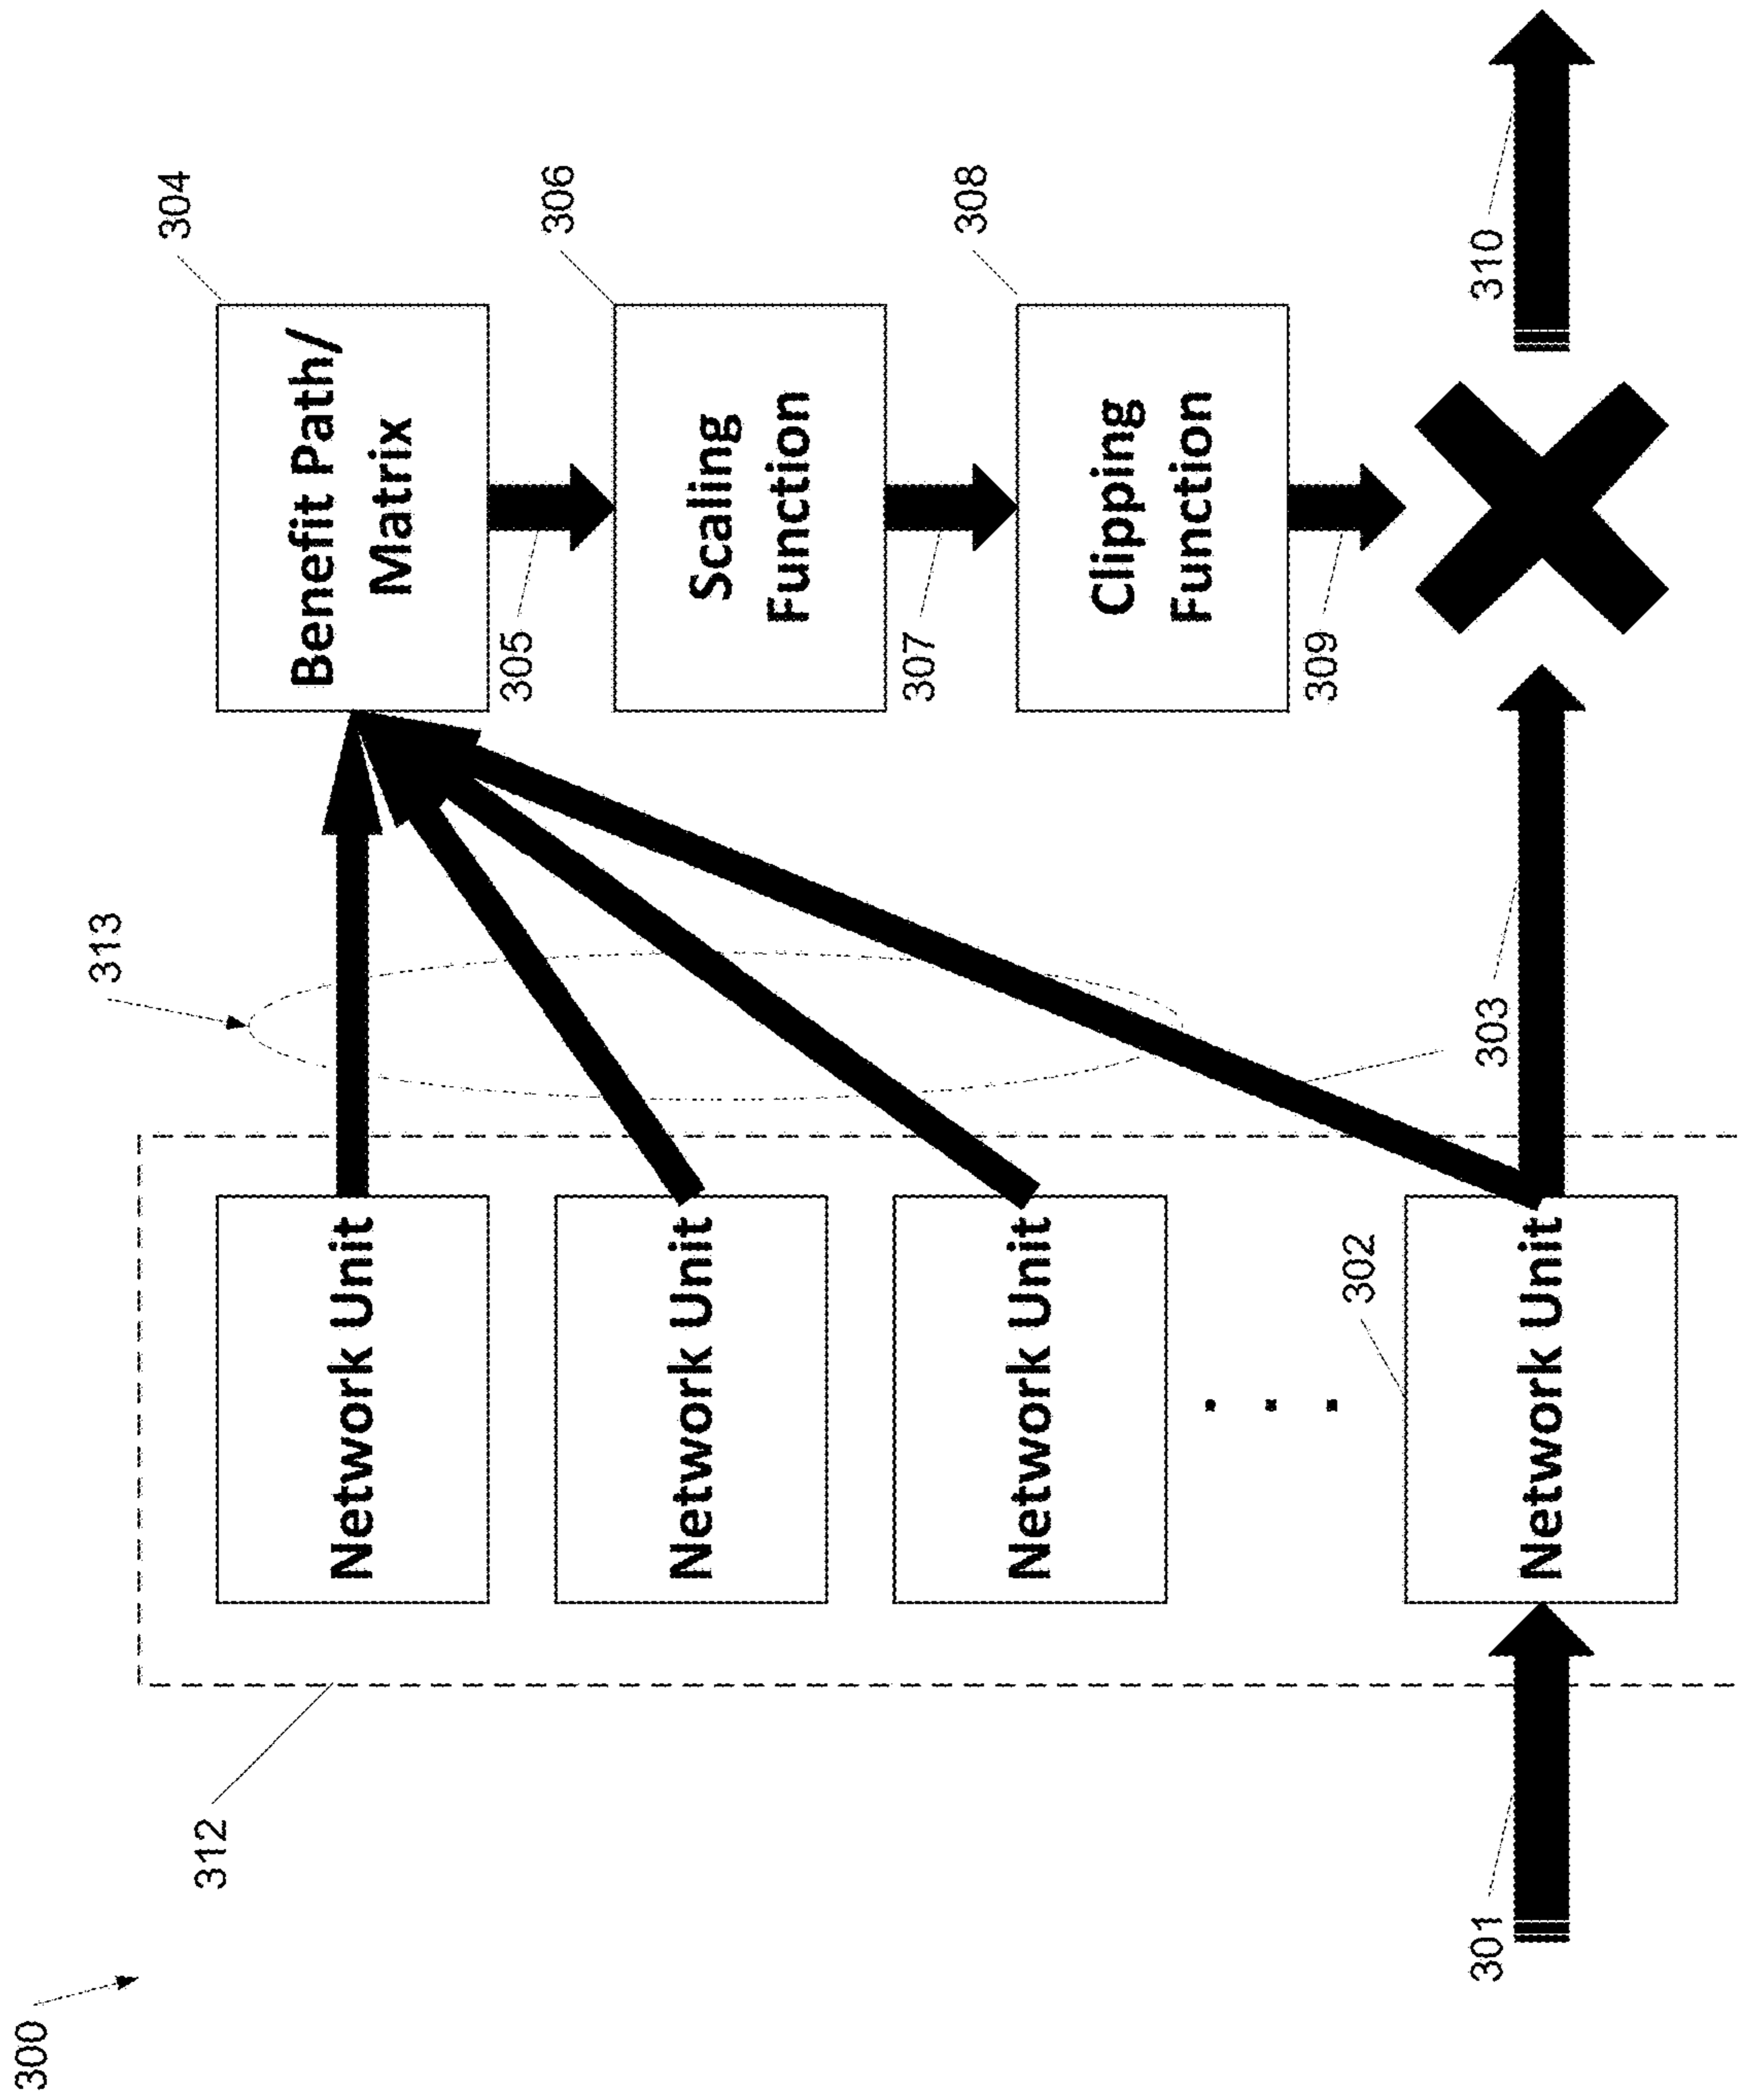 300
312
313
304
Network Unit
Benefit Path/
Matrix
305
306
Network Unit
Scaling
Function
307
308
Network Unit
Clipping
Function
309
. . .
302
301
Network Unit
303
310